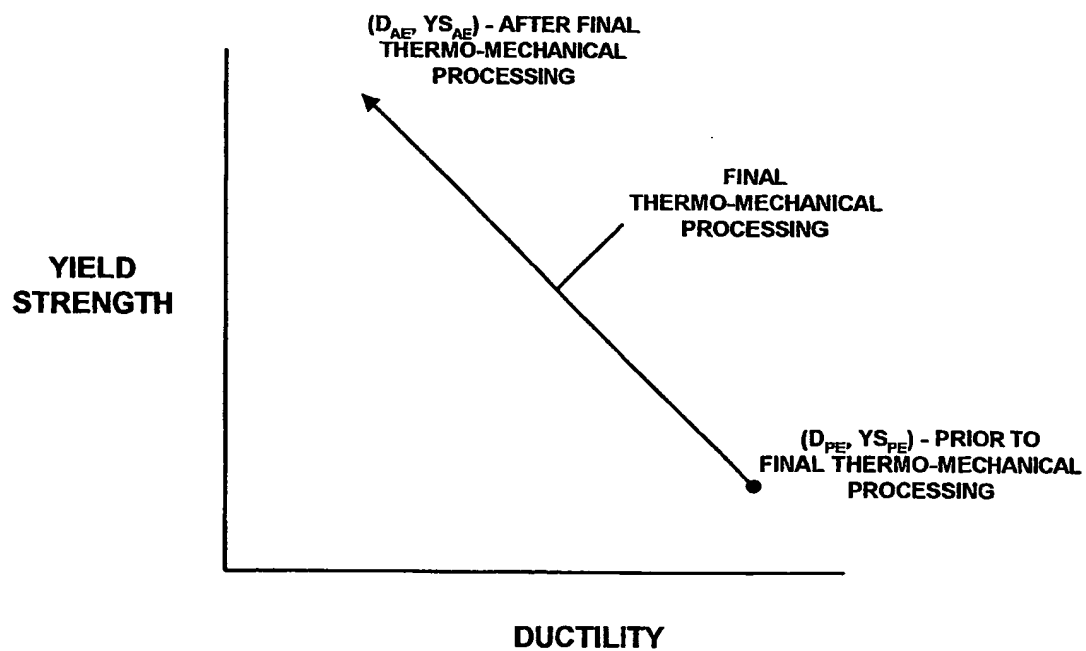 (D_AE, YS_AE) - AFTER FINAL
THERMO-MECHANICAL
PROCESSING
FINAL
THERMO-MECHANICAL
PROCESSING
YIELD
STRENGTH
(D_PE, YS_PE) - PRIOR TO
FINAL THERMO-MECHANICAL
PROCESSING
DUCTILITY